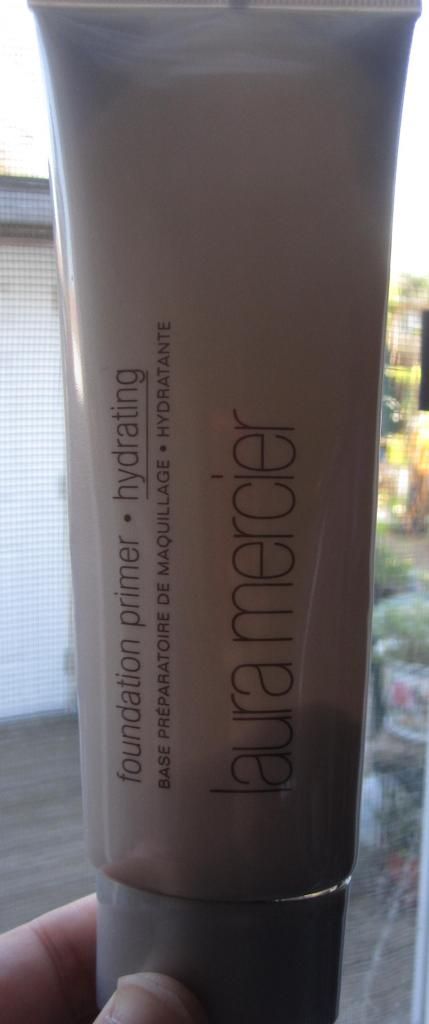 foundation primer • hydrating
BASE PRÉPARATOIRE DE MAQUILLAGE • HYDRATANTE
laura mercier